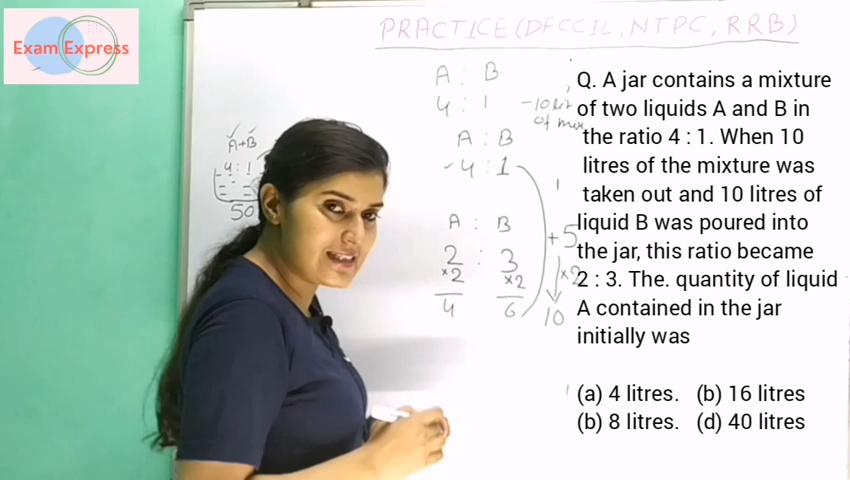 Exam Express
PRACTICE (DFCCIL, NTPC, RRB)
A+B
4:1
50
A : B
4 : 1
-10 lit
of mix
A : B
4 : 1
A : B
2 : 3
×2 ×2
4 6
+5
×2
10
Q. A jar contains a mixture
of two liquids A and B in
the ratio 4 : 1. When 10
litres of the mixture was
taken out and 10 litres of
liquid B was poured into
the jar, this ratio became
2 : 3. The. quantity of liquid
A contained in the jar
initially was
(a) 4 litres. (b) 16 litres
(b) 8 litres. (d) 40 litres